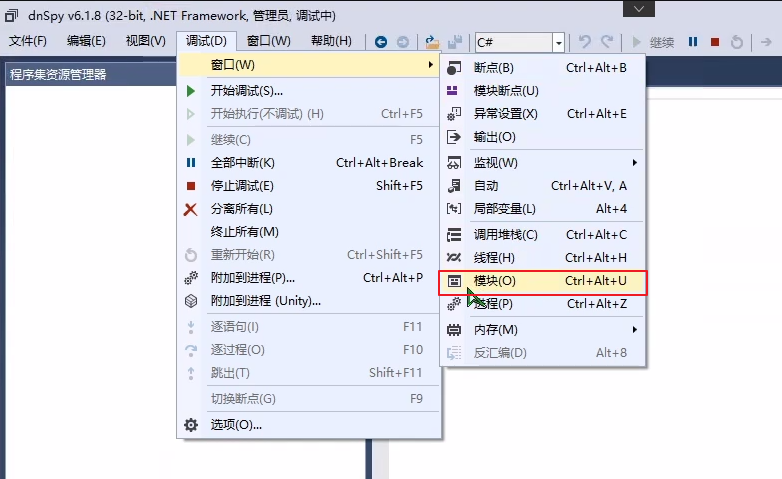 dnSpy v6.1.8 (32-bit, .NET Framework, 管理员, 调试中)
文件(F) 编辑(E) 视图(V) 调试(D) 窗口(W) 帮助(H) C# 继续
程序集资源管理器
窗口(W)
开始调试(S)...
开始执行(不调试) (H) Ctrl+F5
继续(C) F5
全部中断(K) Ctrl+Alt+Break
停止调试(E) Shift+F5
分离所有(L)
终止所有(M)
重新开始(R) Ctrl+Shift+F5
附加到进程(P)... Ctrl+Alt+P
附加到进程 (Unity)...
逐语句(I) F11
逐过程(O) F10
跳出(T) Shift+F11
切换断点(G) F9
选项(O)...
断点(B) Ctrl+Alt+B
模块断点(U)
异常设置(X) Ctrl+Alt+E
输出(O)
监视(W)
自动 Ctrl+Alt+V, A
局部变量(L) Alt+4
调用堆栈(C) Ctrl+Alt+C
线程(H) Ctrl+Alt+H
模块(O) Ctrl+Alt+U
进程(P) Ctrl+Alt+Z
内存(M)
反汇编(D) Alt+8